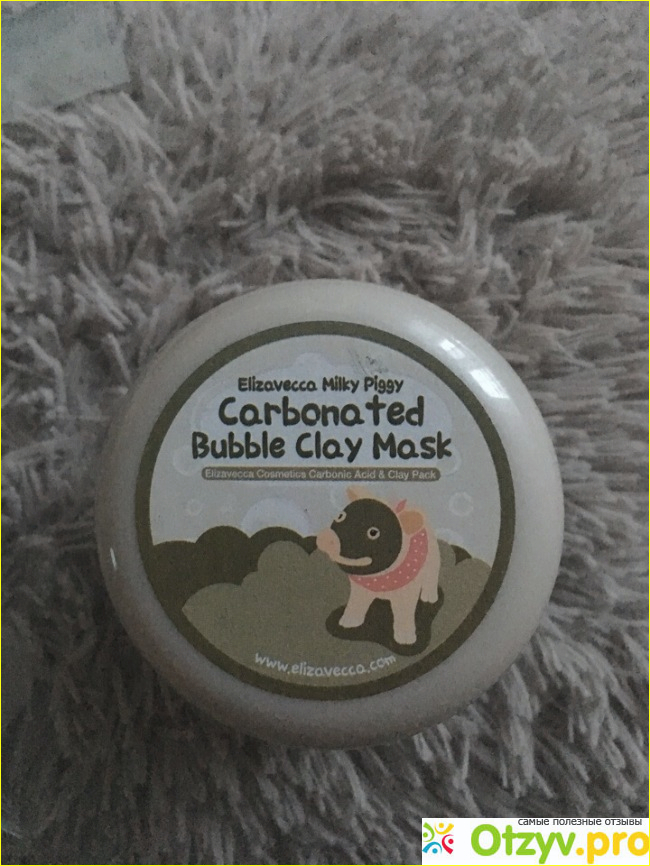 Elizavecca Milky Piggy
Carbonated
Bubble Clay Mask
Elizavecca Cosmetics Carbonic Acid & Clay Pack
www.elizavecca.com
самые полезные отзывы
Otzyv.pro